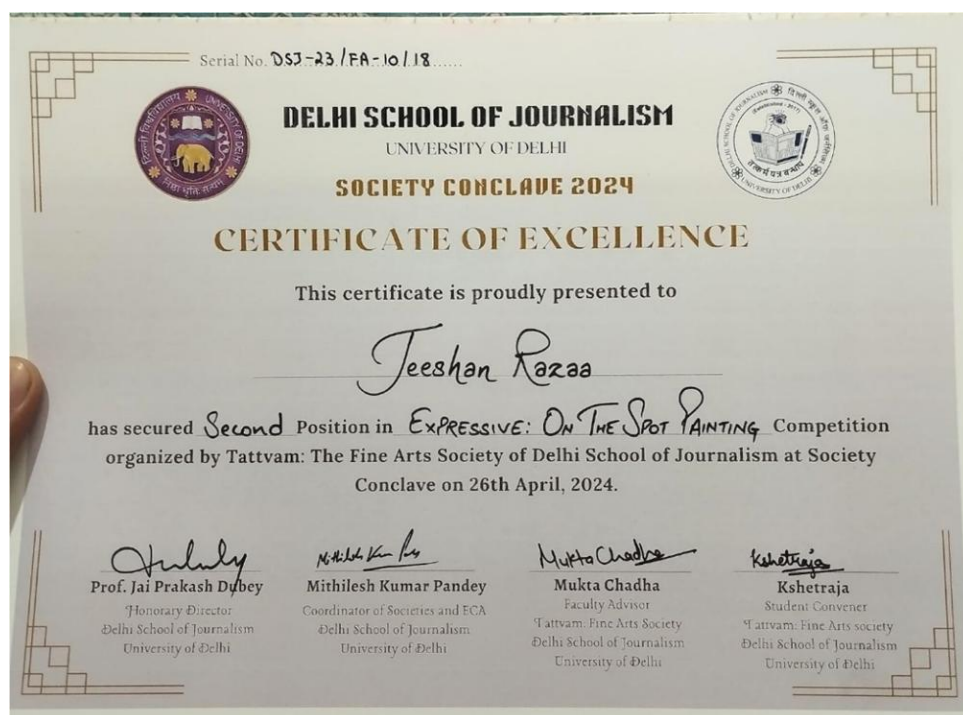 Serial No. DSJ-23/FA-10/18
DELHI SCHOOL OF JOURNALISM
UNIVERSITY OF DELHI
SOCIETY CONCLAVE 2024
CERTIFICATE OF EXCELLENCE
This certificate is proudly presented to
Jeeshan Razaa
has secured Second Position in EXPRESSIVE: ON THE SPOT PAINTING Competition
organized by Tattvam: The Fine Arts Society of Delhi School of Journalism at Society
Conclave on 26th April, 2024.
Mukta Chadha
Kshetraja
Prof. Jai Prakash Dubey
Honorary Director
Delhi School of Journalism
University of Delhi
Mithilesh Kumar Pandey
Coordinator of Societies and ECA
Delhi School of Journalism
University of Delhi
Mukta Chadha
Faculty Advisor
Tattvam: Fine Arts Society
Delhi School of Journalism
University of Delhi
Kshetraja
Student Convener
Tattvam: Fine Arts society
Delhi School of Journalism
University of Delhi